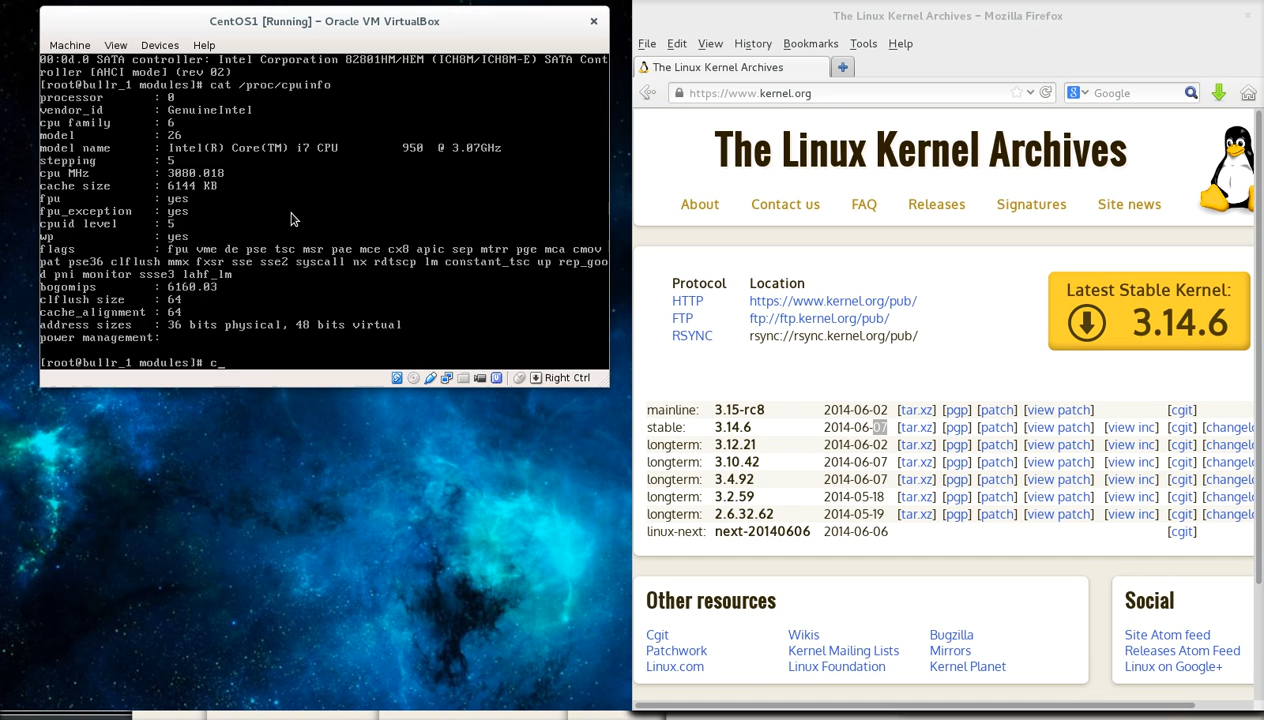 CentOS1 [Running] – Oracle VM VirtualBox
Machine View Devices Help
00:0d.0 SATA controller: Intel Corporation 82801HM/HEM (ICH8M/ICH8M-E) SATA Cont
roller [AHCI mode] (rev 02)
[root@bullr_1 modules]# cat /proc/cpuinfo
processor : 0
vendor_id : GenuineIntel
cpu family : 6
model : 26
model name : Intel(R) Core(TM) i7 CPU 950 @ 3.07GHz
stepping : 5
cpu MHz : 3080.018
cache size : 6144 KB
fpu : yes
fpu_exception : yes
cpuid level : 5
wp : yes
flags : fpu vme de pse tsc msr pae mce cx8 apic sep mtrr pge mca cmov
pat pse36 clflush mmx fxsr sse sse2 syscall nx rdtscp lm constant_tsc up rep_goo
d pni monitor ssse3 lahf_lm
bogomips : 6160.03
clflush size : 64
cache_alignment : 64
address sizes : 36 bits physical, 48 bits virtual
power management:
[root@bullr_1 modules]# c_
Right Ctrl
The Linux Kernel Archives – Mozilla Firefox
File Edit View History Bookmarks Tools Help
The Linux Kernel Archives
https://www.kernel.org
Google
The Linux Kernel Archives
About Contact us FAQ Releases Signatures Site news
Protocol Location
HTTP https://www.kernel.org/pub/
FTP ftp://ftp.kernel.org/pub/
RSYNC rsync://rsync.kernel.org/pub/
Latest Stable Kernel:
3.14.6
mainline: 3.15-rc8 2014-06-02 [tar.xz] [pgp] [patch] [view patch] [cgit]
stable: 3.14.6 2014-06-07 [tar.xz] [pgp] [patch] [view patch] [view inc] [cgit] [changelo
longterm: 3.12.21 2014-06-02 [tar.xz] [pgp] [patch] [view patch] [view inc] [cgit] [changelo
longterm: 3.10.42 2014-06-07 [tar.xz] [pgp] [patch] [view patch] [view inc] [cgit] [changelo
longterm: 3.4.92 2014-06-07 [tar.xz] [pgp] [patch] [view patch] [view inc] [cgit] [changelo
longterm: 3.2.59 2014-05-18 [tar.xz] [pgp] [patch] [view patch] [view inc] [cgit] [changelo
longterm: 2.6.32.62 2014-05-19 [tar.xz] [pgp] [patch] [view patch] [view inc] [cgit] [changelo
linux-next: next-20140606 2014-06-06 [cgit]
Other resources
Cgit Wikis Bugzilla
Patchwork Kernel Mailing Lists Mirrors
Linux.com Linux Foundation Kernel Planet
Social
Site Atom feed
Releases Atom Feed
Linux on Google+